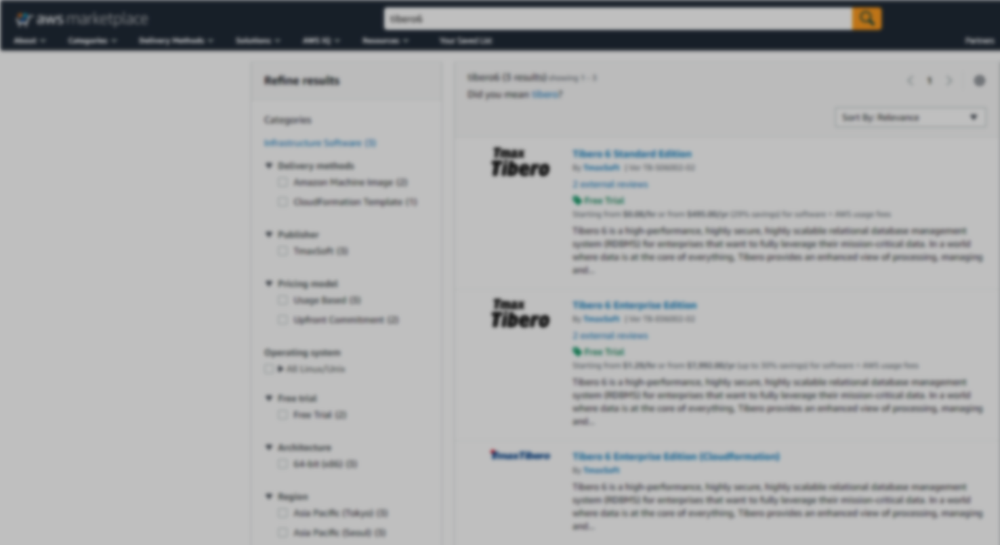 aws marketplace
tibero6
About
Categories
Delivery Methods
Solutions
AWS IQ
Resources
Your Saved List
Partners
Refine results
Categories
Infrastructure Software (3)
Delivery methods
Amazon Machine Image (2)
CloudFormation Template (1)
Publisher
TmaxSoft (3)
Pricing model
Usage Based (3)
Upfront Commitment (2)
Operating system
All Linux/Unix
Free trial
Free Trial (2)
Architecture
64-bit (x86) (3)
Region
Asia Pacific (Tokyo) (3)
Asia Pacific (Seoul) (3)
tibero6 (3 results) showing 1 - 3
1
Did you mean tibero?
Sort By: Relevance
Tmax
Tibero
Tibero 6 Standard Edition
By TmaxSoft | Ver
2 external reviews
Free Trial
Starting from or from savings) for software + AWS usage fees
Tibero 6 is a high-performance, highly secure, highly scalable relational database management
system (RDBMS) for enterprises that want to fully leverage their mission-critical data. In a world
where data is at the care of everything, Tibero provides an enhanced view of processing, managing
and...
Tmax
Tibero
Tibero 6 Enterprise Edition
By TmaxSoft | Ver
2 external reviews
Free Trial
Starting from or from (up to savings) for software + AWS usage fees
Tibero 6 is a high-performance, highly secure, highly scalable relational database management
system (RDBMS) for enterprises that want to fully leverage their mission-critical data. In a world
where data is at the care of everything, Tibero provides an enhanced view of processing, managing
and...
TmaxTibero
Tibero 6 Enterprise Edition (Cloudformation)
By TmaxSoft
Tibero 6 is a high-performance, highly secure, highly scalable relational database management
system (RDBMS) for enterprises that want to fully leverage their mission-critical data. In a world
where data is at the care of everything, Tibero provides an enhanced view of processing, managing
and...